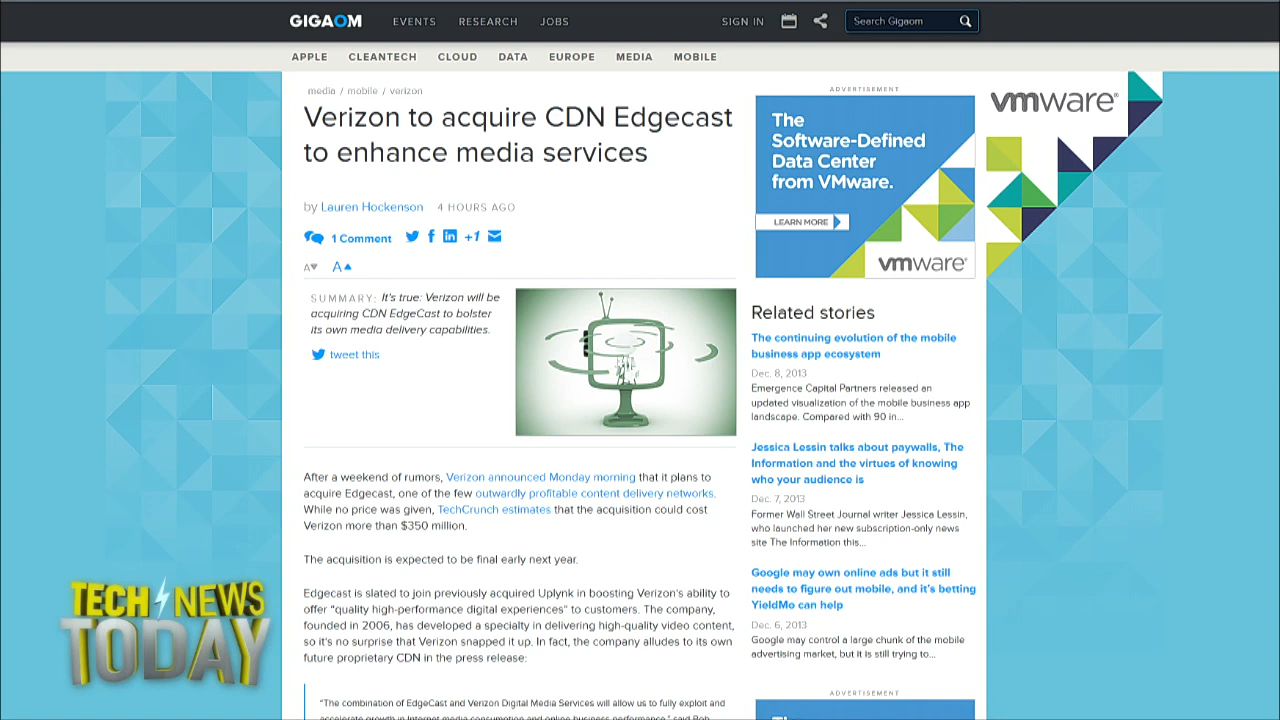 GIGAOM EVENTS RESEARCH JOBS SIGN IN Search Gigaom
APPLE CLEANTECH CLOUD DATA EUROPE MEDIA MOBILE
media / mobile / verizon
Verizon to acquire CDN Edgecast
to enhance media services
by Lauren Hockenson 4 HOURS AGO
1 Comment +1
A▾ A▴
SUMMARY: It's true: Verizon will be
acquiring CDN EdgeCast to bolster
its own media delivery capabilities.
tweet this
After a weekend of rumors, Verizon announced Monday morning that it plans to
acquire Edgecast, one of the few outwardly profitable content delivery networks.
While no price was given, TechCrunch estimates that the acquisition could cost
Verizon more than $350 million.
The acquisition is expected to be final early next year.
Edgecast is slated to join previously acquired Uplynk in boosting Verizon's ability to
offer "quality high-performance digital experiences" to customers. The company,
founded in 2006, has developed a specialty in delivering high-quality video content,
so it's no surprise that Verizon snapped it up. In fact, the company alludes to its own
future proprietary CDN in the press release:
"The combination of EdgeCast and Verizon Digital Media Services will allow us to fully exploit and
accelerate growth in Internet media consumption and online business performance," said Bob
ADVERTISEMENT
The
Software-Defined
Data Center
from VMware.
LEARN MORE
vmware®
vmware®
Related stories
The continuing evolution of the mobile
business app ecosystem
Dec. 8, 2013
Emergence Capital Partners released an
updated visualization of the mobile business app
landscape. Compared with 90 in...
Jessica Lessin talks about paywalls, The
Information and the virtues of knowing
who your audience is
Dec. 7, 2013
Former Wall Street Journal writer Jessica Lessin,
who launched her new subscription-only news
site The Information this...
Google may own online ads but it still
needs to figure out mobile, and it's betting
YieldMo can help
Dec. 6, 2013
Google may control a large chunk of the mobile
advertising market, but it is still trying to...
ADVERTISEMENT
The
TECH NEWS
TODAY